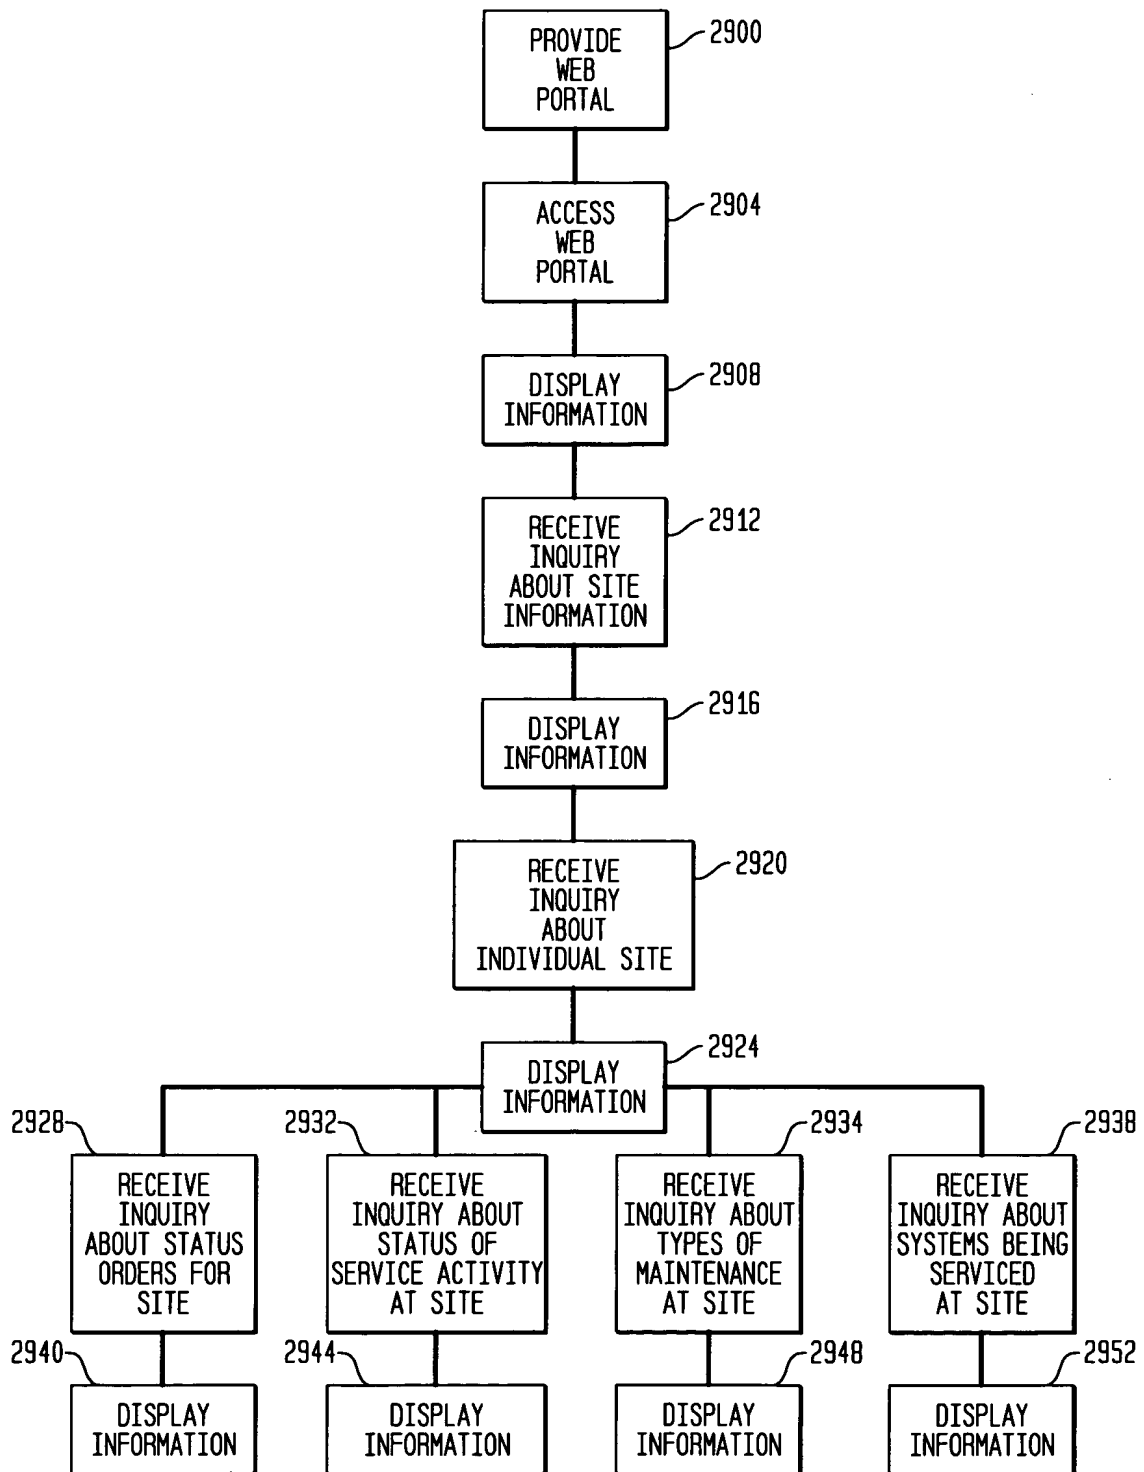 PROVIDE
WEB
PORTAL
2900
ACCESS
WEB
PORTAL
2904
DISPLAY
INFORMATION
2908
RECEIVE
INQUIRY
ABOUT SITE
INFORMATION
2912
DISPLAY
INFORMATION
2916
RECEIVE
INQUIRY
ABOUT
INDIVIDUAL SITE
2920
DISPLAY
INFORMATION
2924
2928
RECEIVE
INQUIRY
ABOUT STATUS
ORDERS FOR
SITE
2932
RECEIVE
INQUIRY ABOUT
STATUS OF
SERVICE ACTIVITY
AT SITE
2934
RECEIVE
INQUIRY ABOUT
TYPES OF
MAINTENANCE
AT SITE
2938
RECEIVE
INQUIRY ABOUT
SYSTEMS BEING
SERVICED
AT SITE
2940
DISPLAY
INFORMATION
2944
DISPLAY
INFORMATION
2948
DISPLAY
INFORMATION
2952
DISPLAY
INFORMATION